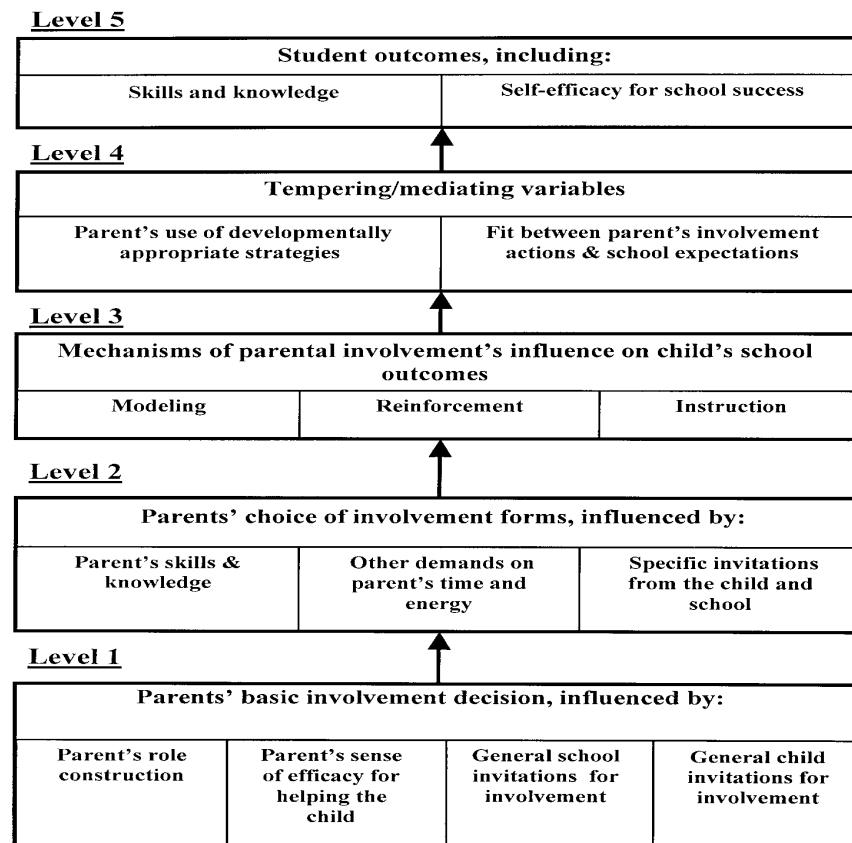 Level 5
Student outcomes, including:
Skills and knowledge
Self-efficacy for school success
Level 4
Tempering/mediating variables
Parent's use of developmentally
appropriate strategies
Fit between parent's involvement
actions & school expectations
Level 3
Mechanisms of parental involvement's influence on child's school
outcomes
Modeling
Reinforcement
Instruction
Level 2
Parents' choice of involvement forms, influenced by:
Parent's skills &
knowledge
Other demands on
parent's time and
energy
Specific invitations
from the child and
school
Level 1
Parents' basic involvement decision, influenced by:
Parent's role
construction
Parent's sense
of efficacy for
helping the
child
General school
invitations for
involvement
General child
invitations for
involvement